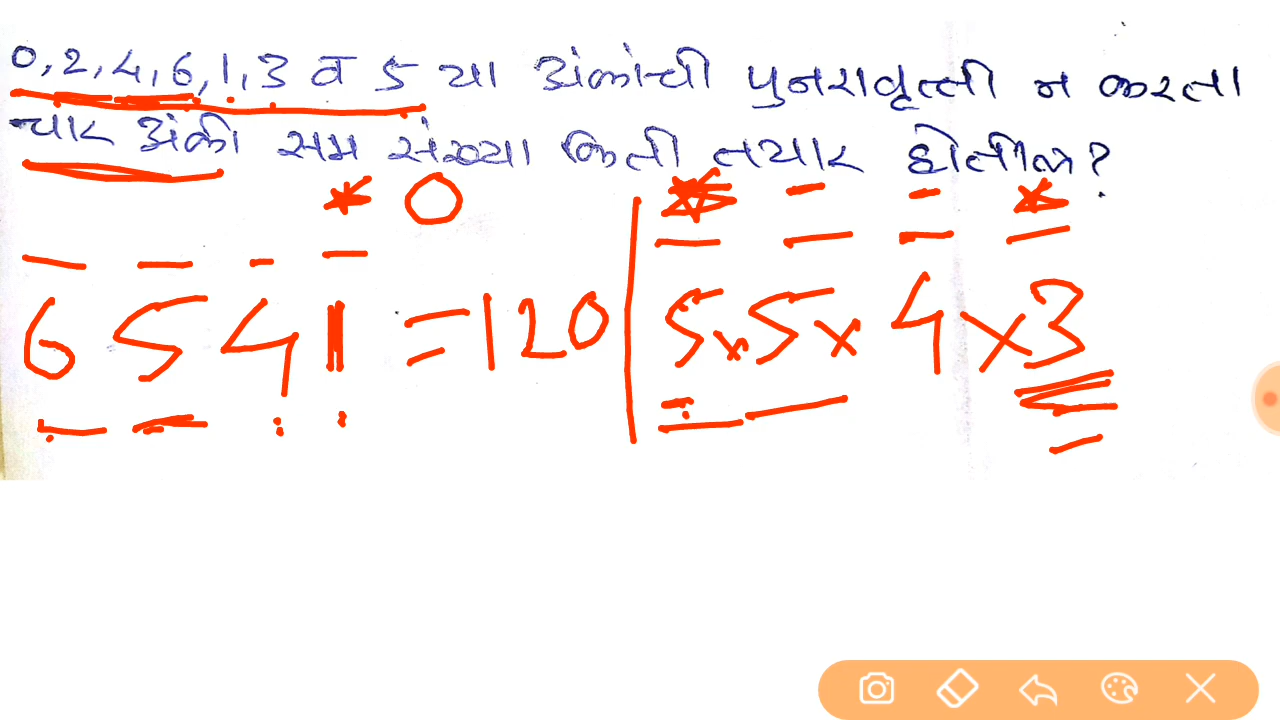 0,2,4,6,1,3 व 5 या अंकांची पुनरावृत्ती न करता
चार अंकी सम संख्या किती तयार होतील?
0
6 5 4 1 = 120
5 x 5 x 4 x 3